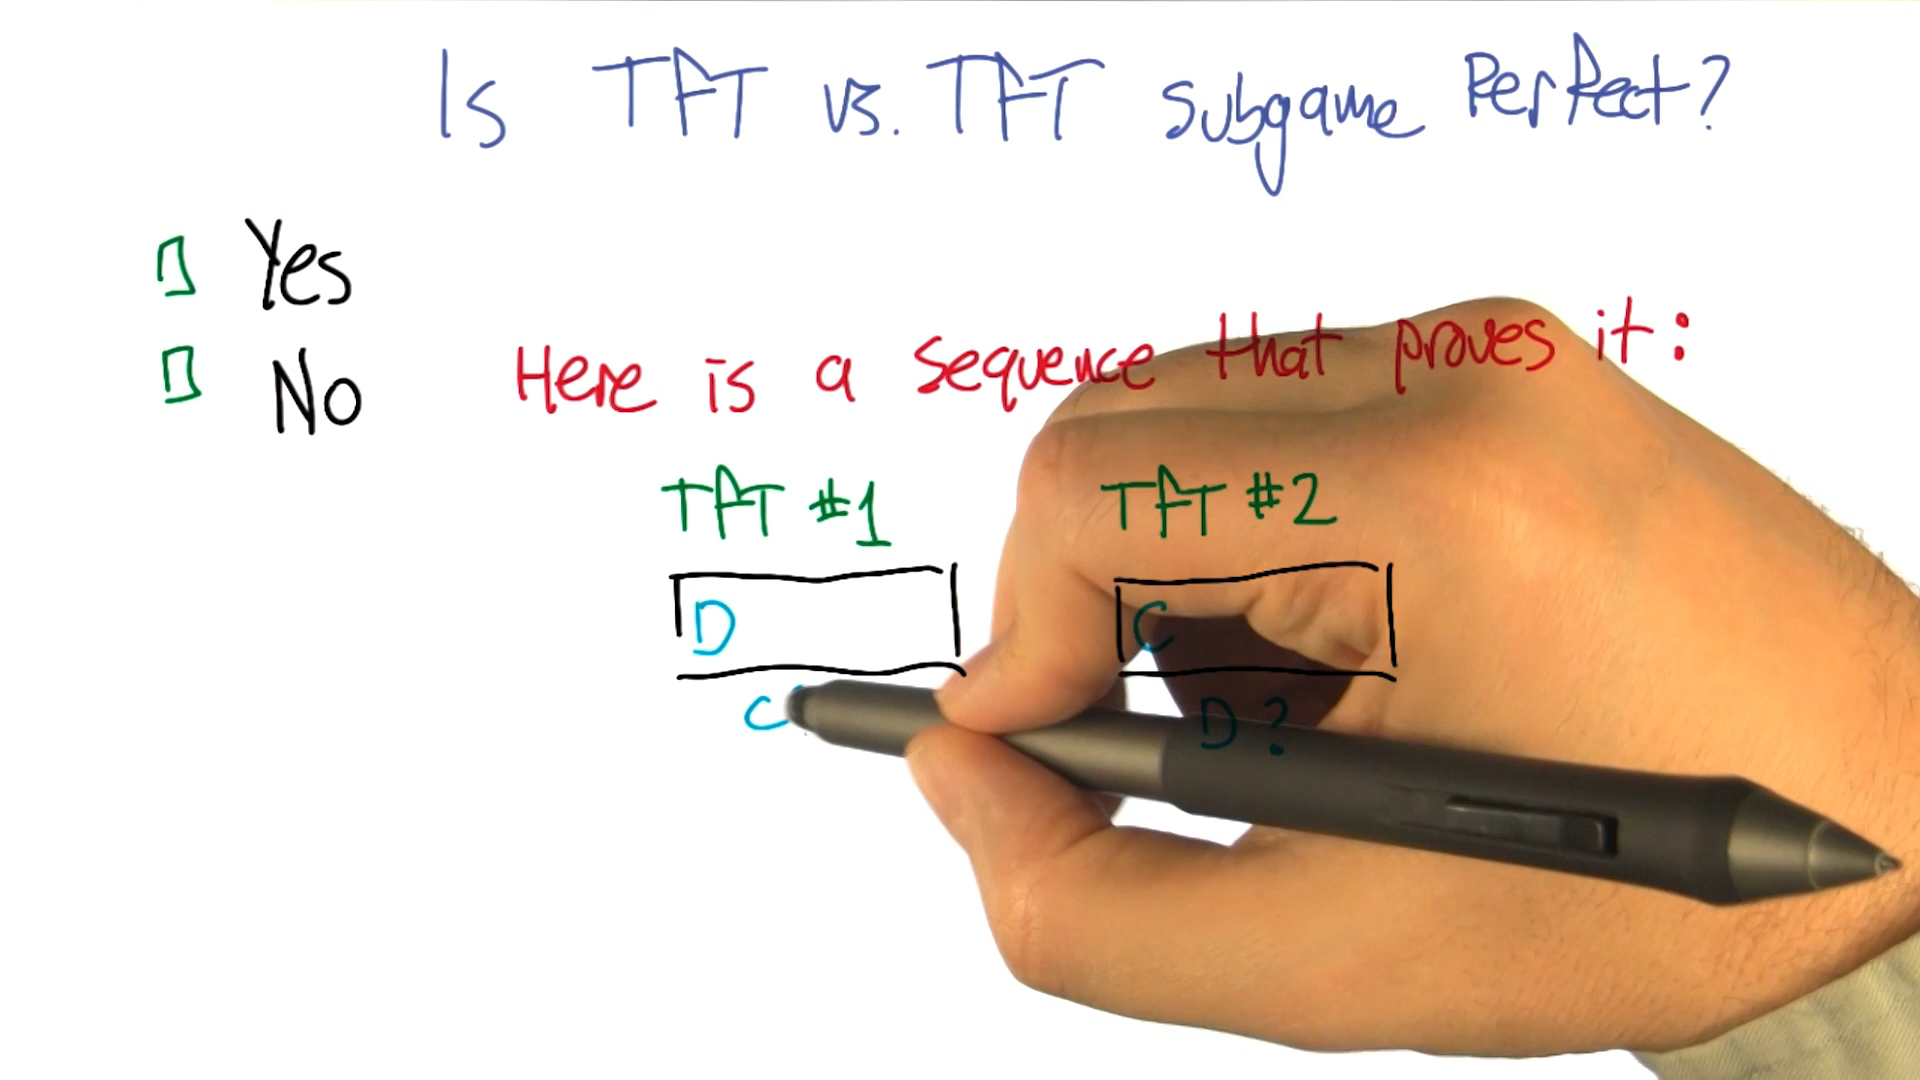 Is TFT vs. TFT subgame Perfect?
Yes
No
Here is a sequence that proves it:
TFT #1 TFT #2
D C
C D ?